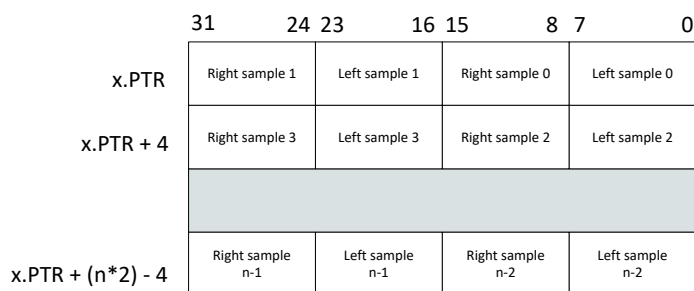 31 24 23 16 15 8 7 0
x.PTR Right sample 1 Left sample 1 Right sample 0 Left sample 0
x.PTR + 4 Right sample 3 Left sample 3 Right sample 2 Left sample 2
x.PTR + (n*2) - 4 Right sample Left sample Right sample Left sample
n-1 n-1 n-2 n-2